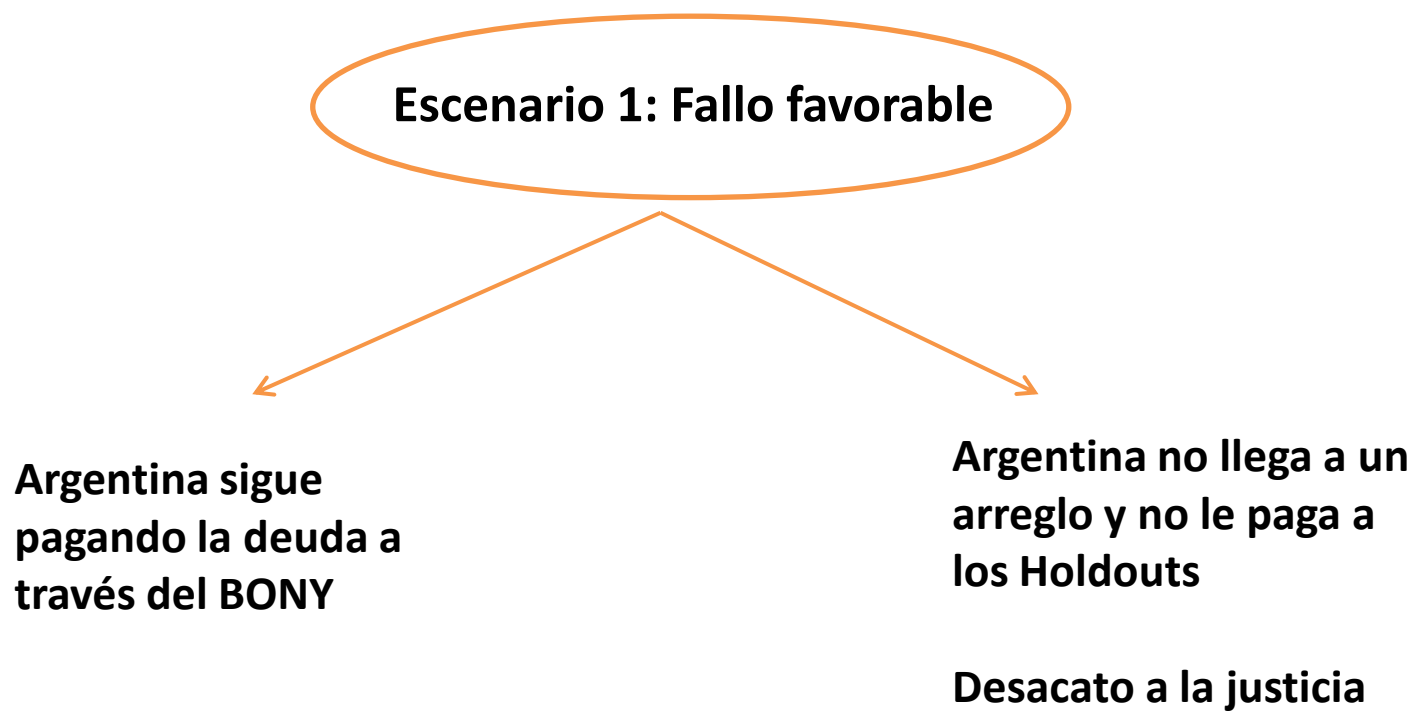 Escenario 1: Fallo favorable
Argentina sigue
pagando la deuda a
través del BONY
Argentina no llega a un
arreglo y no le paga a
los Holdouts
Desacato a la justicia